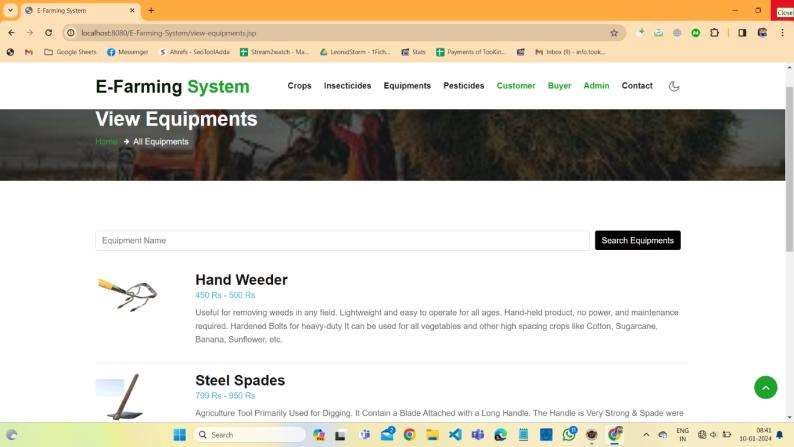 E-Farming System
Close
localhost:8080/E-Farming-System/view-equipments.jsp
Google Sheets Messenger Ahrefs - SeoToolAdda Stream2watch - Ma... LeonidStorm - 1Fich... Stats Payments of TooKin... Inbox (9) - info.took...
E-Farming System Crops Insecticides Equipments Pesticides Customer Buyer Admin Contact
View Equipments
Home → All Equipments
Equipment Name Search Equipments
Hand Weeder
450 Rs - 500 Rs
Useful for removing weeds in any field. Lightweight and easy to operate for all ages. Hand-held product, no power, and maintenance
required. Hardened Bolts for heavy-duty It can be used for all vegetables and other high spacing crops like Cotton, Sugarcane,
Banana, Sunflower, etc.
Steel Spades
799 Rs - 950 Rs
Agriculture Tool Primarily Used for Digging. It Contain a Blade Attached with a Long Handle. The Handle is Very Strong & Spade were
Search ENG 08:41
IN 10-01-2024